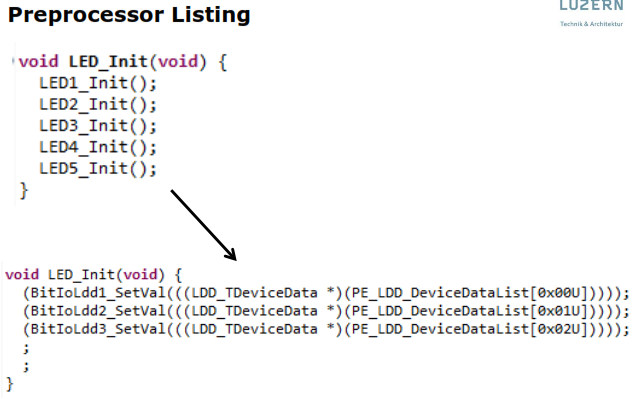 Preprocessor Listing
LUZERN
Technik & Architektur
void LED_Init(void) {
LED1_Init();
LED2_Init();
LED3_Init();
LED4_Init();
LED5_Init();
}
void LED_Init(void) {
(BitIoLdd1_SetVal(((LDD_TDeviceData *)(PE_LDD_DeviceDataList[0x00U]))));
(BitIoLdd2_SetVal(((LDD_TDeviceData *)(PE_LDD_DeviceDataList[0x01U]))));
(BitIoLdd3_SetVal(((LDD_TDeviceData *)(PE_LDD_DeviceDataList[0x02U]))));
;
;
}